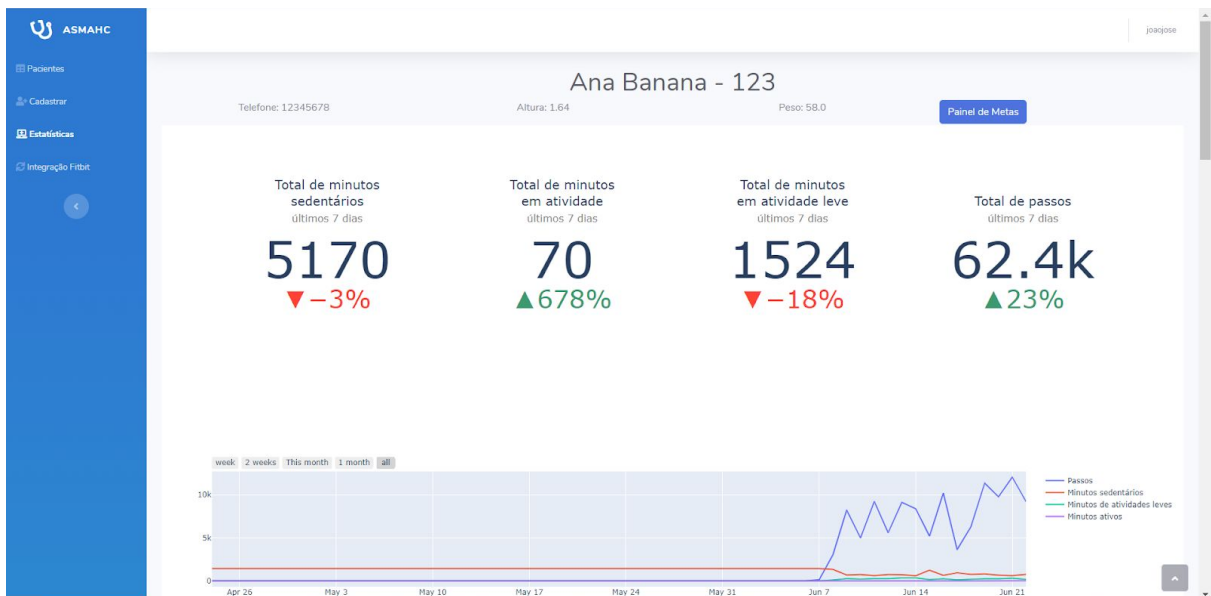 ASMAHC
joaojose
Pacientes
Cadastrar
Estatísticas
Integração Fitbit
Ana Banana - 123
Telefone: 12345678
Altura: 1.64
Peso: 58.0
Painel de Metas
Total de minutos
sedentários
últimos 7 dias
5170
▼−3%
Total de minutos
em atividade
últimos 7 dias
70
▲678%
Total de minutos
em atividade leve
últimos 7 dias
1524
▼−18%
Total de passos
últimos 7 dias
62.4k
▲23%
week 2 weeks This month 1 month all
10k
5k
0
Apr 26 May 3 May 10 May 17 May 24 May 31 Jun 7 Jun 14 Jun 21
Passos
Minutos sedentários
Minutos de atividades leves
Minutos ativos